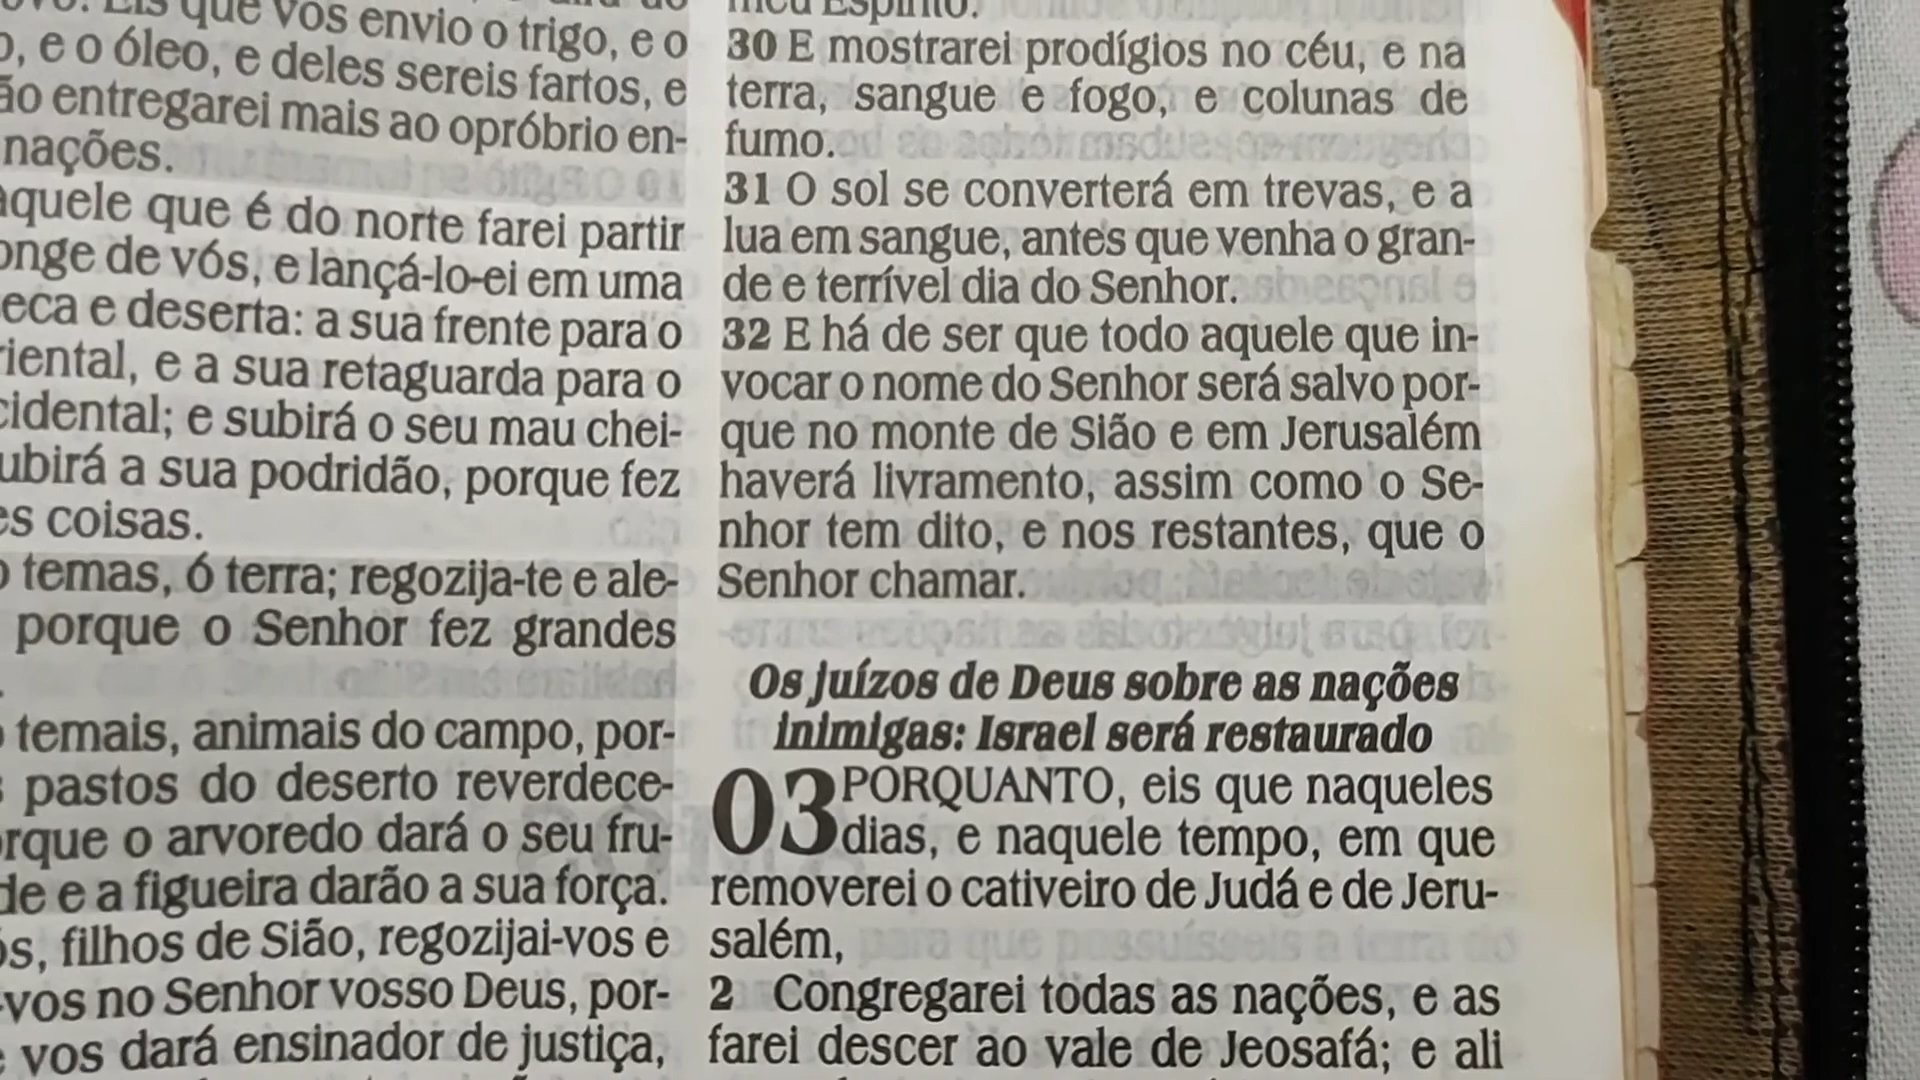 que vos envio o trigo, e o
o, e o óleo, e deles sereis fartos, e
entregarei mais ao opróbrio en-
nações.
aquele que é do norte farei partir
onge de vós, e lançá-lo-ei em uma
eca e deserta: a sua frente para o
riental, e a sua retaguarda para o
cidental; e subirá o seu mau chei-
ubirá a sua podridão, porque fez
es coisas.
o temas, ó terra; regozija-te e ale-
porque o Senhor fez grandes
o temais, animais do campo, por-
s pastos do deserto reverdece-
orque o arvoredo dará o seu fru-
de e a figueira darão a sua força.
ós, filhos de Sião, regozijai-vos e
-vos no Senhor vosso Deus, por-
e vos dará ensinador de justiça,
meu Espírito.
30 E mostrarei prodígios no céu, e na
terra, sangue e fogo, e colunas de
fumo.
31 O sol se converterá em trevas, e a
lua em sangue, antes que venha o gran-
de e terrível dia do Senhor.
32 E há de ser que todo aquele que in-
vocar o nome do Senhor será salvo por-
que no monte de Sião e em Jerusalém
haverá livramento, assim como o Se-
nhor tem dito, e nos restantes, que o
Senhor chamar.
Os juízos de Deus sobre as nações
inimigas: Israel será restaurado
03 PORQUANTO, eis que naqueles
dias, e naquele tempo, em que
removerei o cativeiro de Judá e de Jeru-
salém,
2 Congregarei todas as nações, e as
farei descer ao vale de Jeosafá; e ali